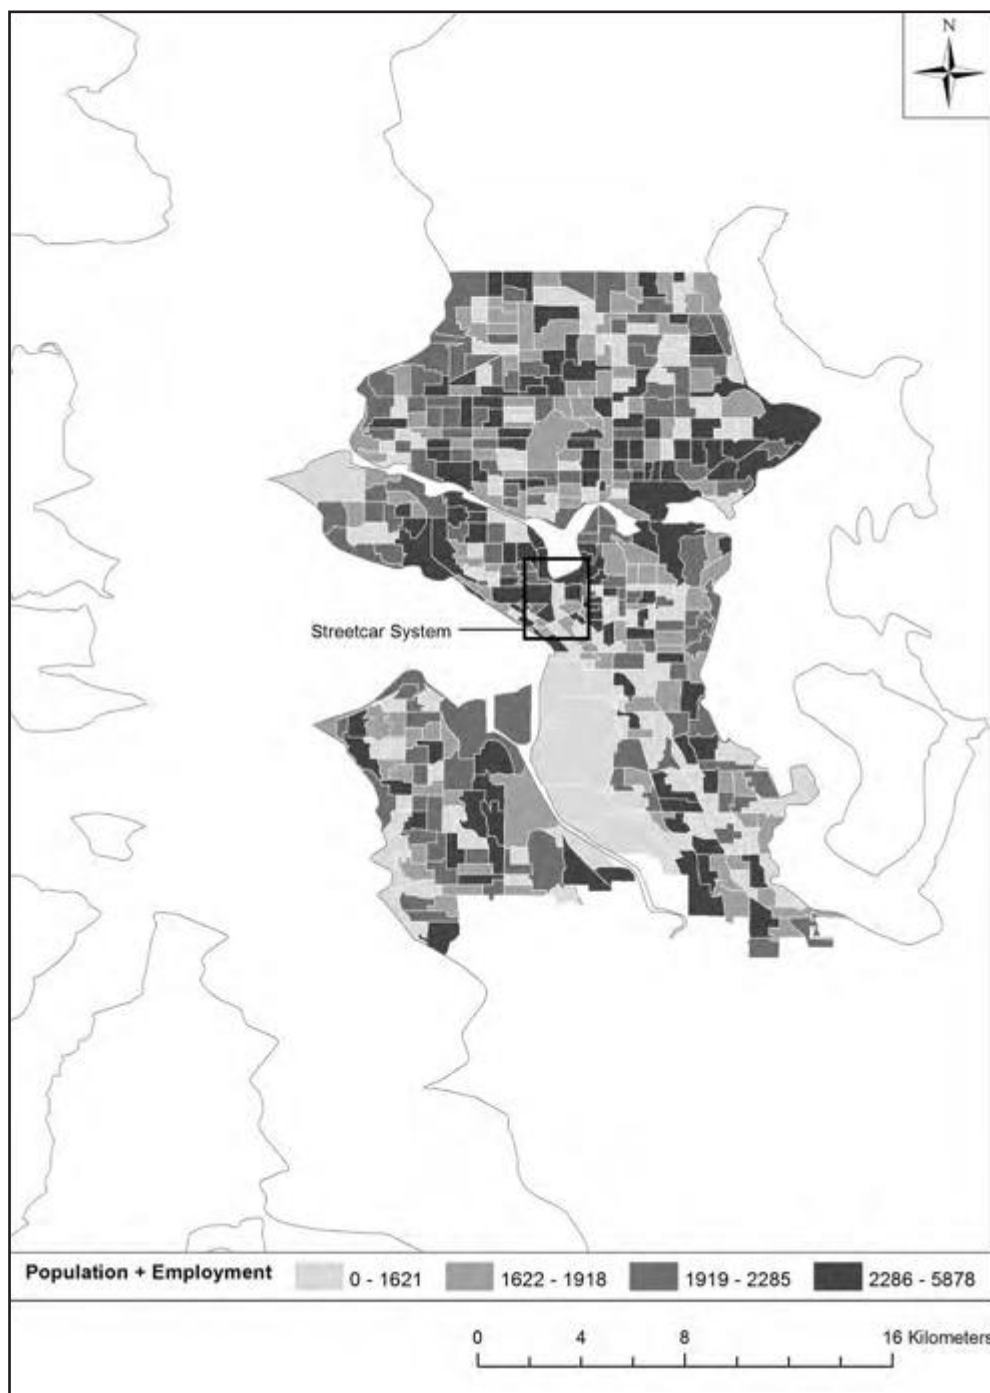 N
Streetcar System
Population + Employment 0 - 1621 1622 - 1918 1919 - 2285 2286 - 5878
0 4 8 16 Kilometers